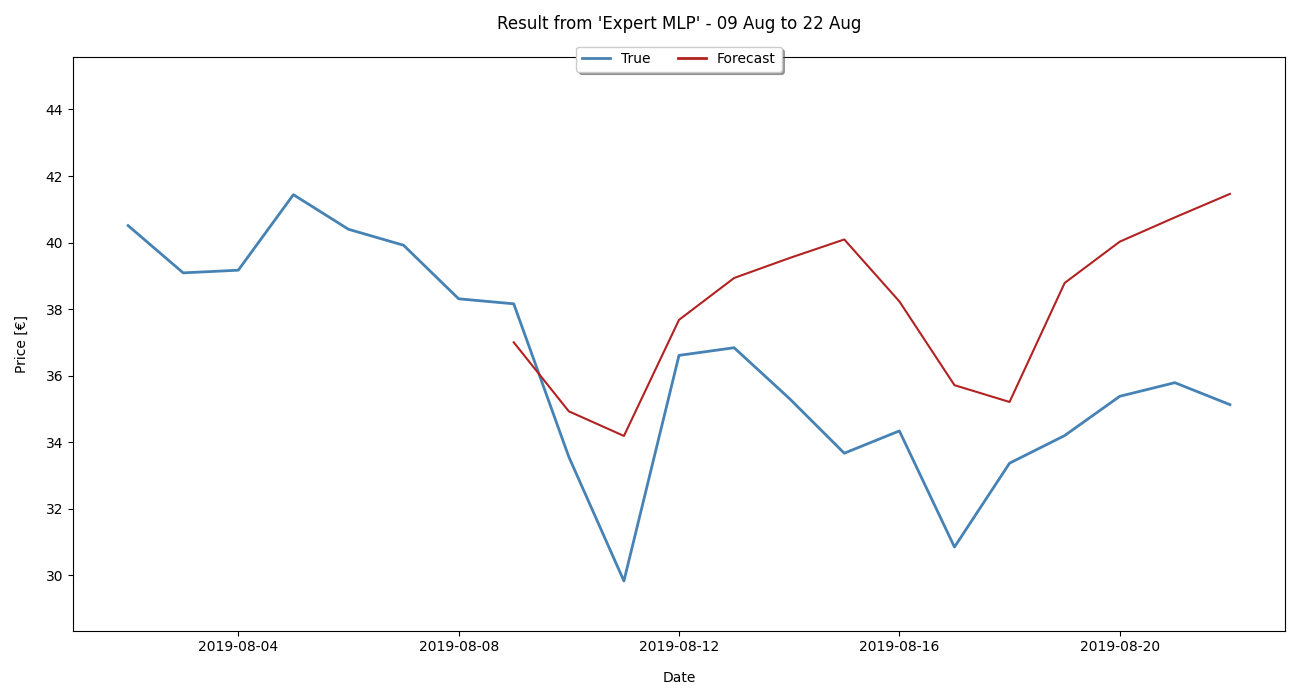 Result from 'Expert MLP' - 09 Aug to 22 Aug
True Forecast
44
42
40
38
36
34
32
30
Price [€]
2019-08-04 2019-08-08 2019-08-12 2019-08-16 2019-08-20
Date